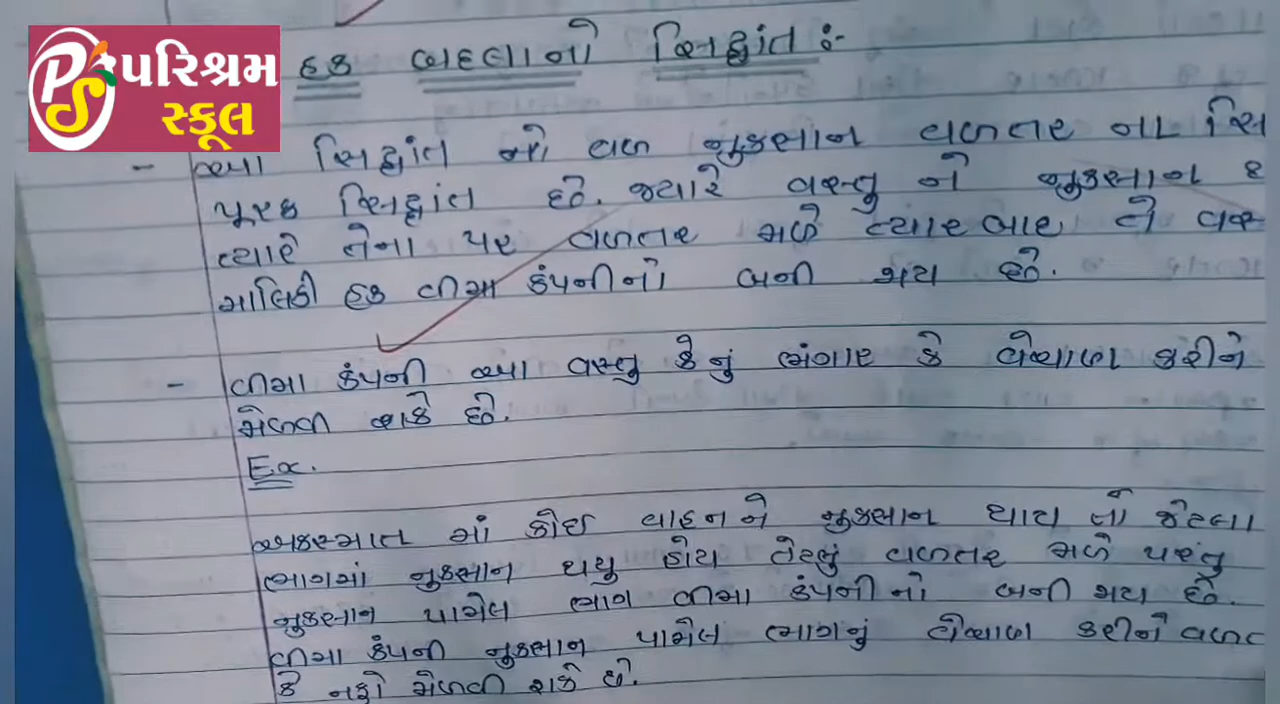 પરિશ્રમ
સ્કૂલ
હક બદલાનો સિદ્ધાંત :-
- આ સિદ્ધાંત એ પણ નુકસાન વળતર ના સિ
પૂરક સિદ્ધાંત છે. જ્યારે વસ્તુ ને નુકસાન
ત્યારે તેના પર વળતર મળે ત્યાર બાદ તે
માલિકી હક વીમા કંપનીનો બની જાય છે.
- વીમા કંપની આ વસ્તુ કેનું ભંગાર કે વેચાણ કરીને
મેળવી શકે છે.
Ex.
અકસ્માત માં કોઈ વાહનને નુકસાન થાય તો જેટલા
ભાગમાં નુકસાન થયુ હોય તેટલું વળતર મળે પરંતુ
નુકસાન પામેલ ભાગ વીમા કંપનીનો બની જાય છે.
વીમા કંપની નુકસાન પામેલ ભાગનું વેચાણ કરીને વળત
કે નફો મેળવી શકે છે.